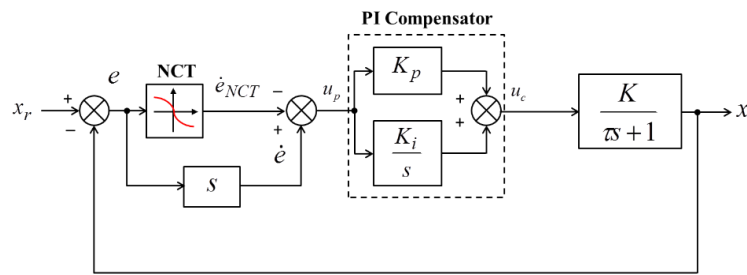 PI Compensator
NCT
e
ė_NCT
u_p
K_p
u_c
K
τs + 1
x_r
x
+
−
−
+
ė
+
+
K_i
s
s